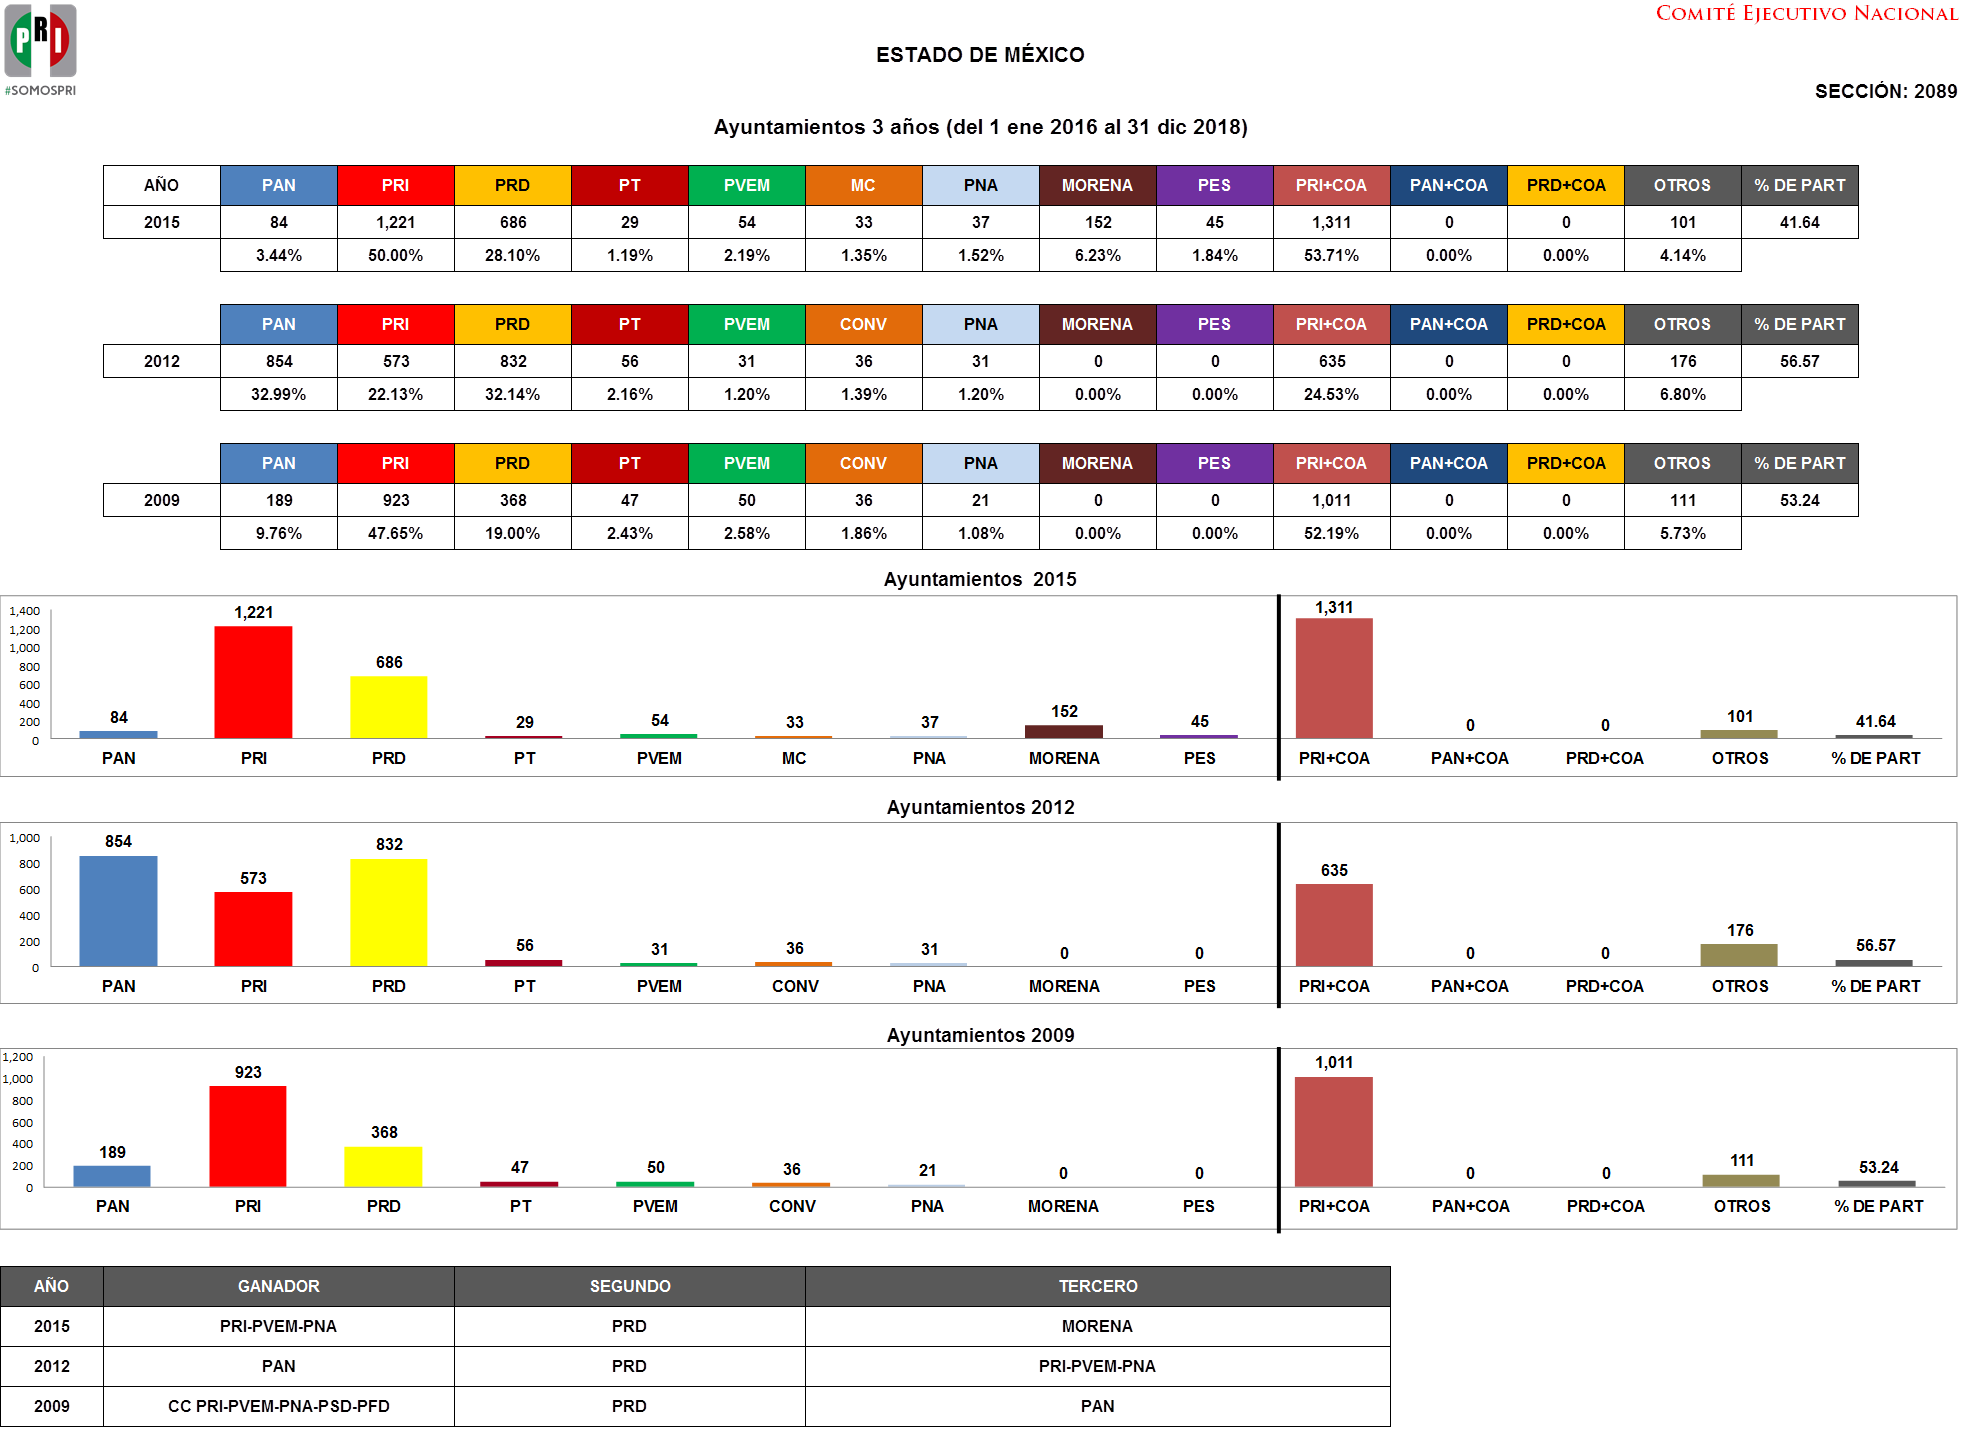 PRI
#SOMOSPRI
COMITÉ EJECUTIVO NACIONAL
ESTADO DE MÉXICO
SECCIÓN: 2089
Ayuntamientos 3 años (del 1 ene 2016 al 31 dic 2018)
AÑO PAN PRI PRD PT PVEM MC PNA MORENA PES PRI+COA PAN+COA PRD+COA OTROS % DE PART
2015 84 1,221 686 29 54 33 37 152 45 1,311 0 0 101 41.64
3.44% 50.00% 28.10% 1.19% 2.19% 1.35% 1.52% 6.23% 1.84% 53.71% 0.00% 0.00% 4.14%
PAN PRI PRD PT PVEM CONV PNA MORENA PES PRI+COA PAN+COA PRD+COA OTROS % DE PART
2012 854 573 832 56 31 36 31 0 0 635 0 0 176 56.57
32.99% 22.13% 32.14% 2.16% 1.20% 1.39% 1.20% 0.00% 0.00% 24.53% 0.00% 0.00% 6.80%
PAN PRI PRD PT PVEM CONV PNA MORENA PES PRI+COA PAN+COA PRD+COA OTROS % DE PART
2009 189 923 368 47 50 36 21 0 0 1,011 0 0 111 53.24
9.76% 47.65% 19.00% 2.43% 2.58% 1.86% 1.08% 0.00% 0.00% 52.19% 0.00% 0.00% 5.73%
Ayuntamientos 2015
1,400
1,200
1,000
800
600
400
200
0
84 1,221 686 29 54 33 37 152 45 1,311 0 0 101 41.64
PAN PRI PRD PT PVEM MC PNA MORENA PES PRI+COA PAN+COA PRD+COA OTROS % DE PART
Ayuntamientos 2012
1,000
800
600
400
200
0
854 573 832 56 31 36 31 0 0 635 0 0 176 56.57
PAN PRI PRD PT PVEM CONV PNA MORENA PES PRI+COA PAN+COA PRD+COA OTROS % DE PART
Ayuntamientos 2009
1,200
1,000
800
600
400
200
0
189 923 368 47 50 36 21 0 0 1,011 0 0 111 53.24
PAN PRI PRD PT PVEM CONV PNA MORENA PES PRI+COA PAN+COA PRD+COA OTROS % DE PART
AÑO GANADOR SEGUNDO TERCERO
2015 PRI-PVEM-PNA PRD MORENA
2012 PAN PRD PRI-PVEM-PNA
2009 CC PRI-PVEM-PNA-PSD-PFD PRD PAN